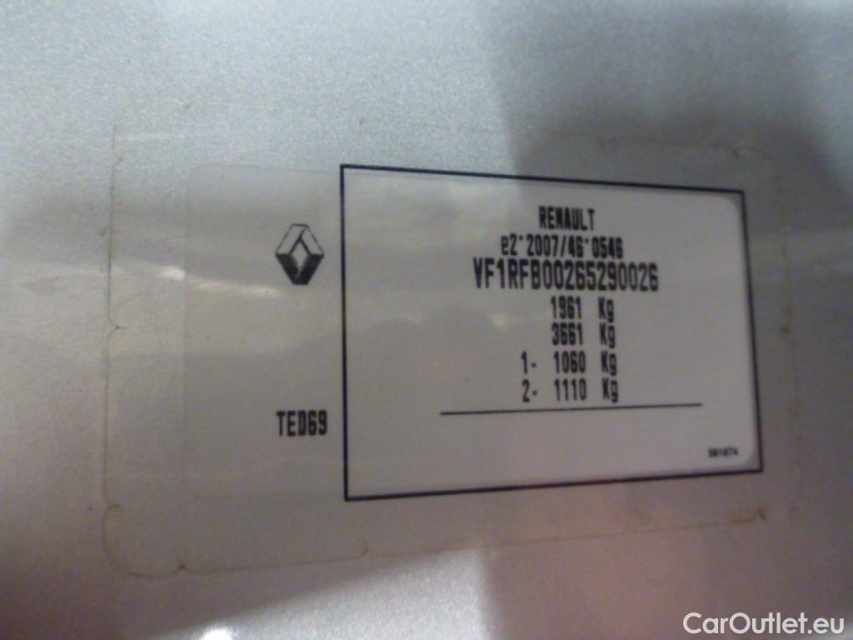 RENAULT
e2*2007/46*0546
VF1RFB00265290026
1961 Kg
3661 Kg
1- 1060 Kg
2- 1110 Kg
TED69
CarOutlet.eu